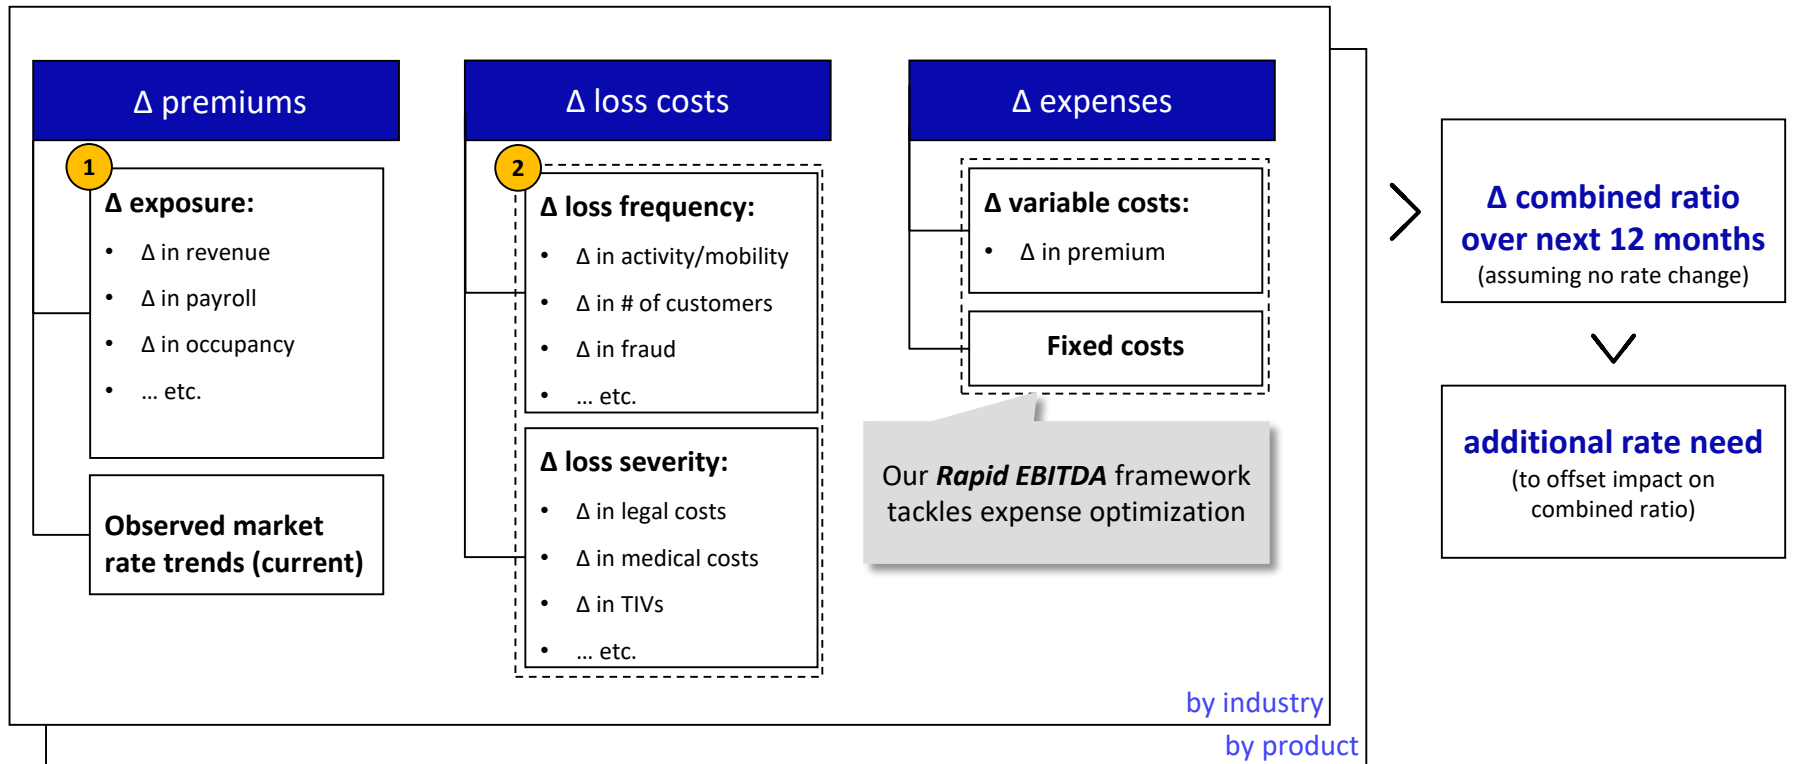 Δ premiums
1
Δ exposure:
• Δ in revenue
• Δ in payroll
• Δ in occupancy
• ... etc.
Observed market
rate trends (current)
Δ loss costs
2
Δ loss frequency:
• Δ in activity/mobility
• Δ in # of customers
• Δ in fraud
• ... etc.
Δ loss severity:
• Δ in legal costs
• Δ in medical costs
• Δ in TIVs
• ... etc.
Δ expenses
Δ variable costs:
• Δ in premium
Fixed costs
Our Rapid EBITDA framework
tackles expense optimization
by industry
by product
Δ combined ratio
over next 12 months
(assuming no rate change)
additional rate need
(to offset impact on
combined ratio)